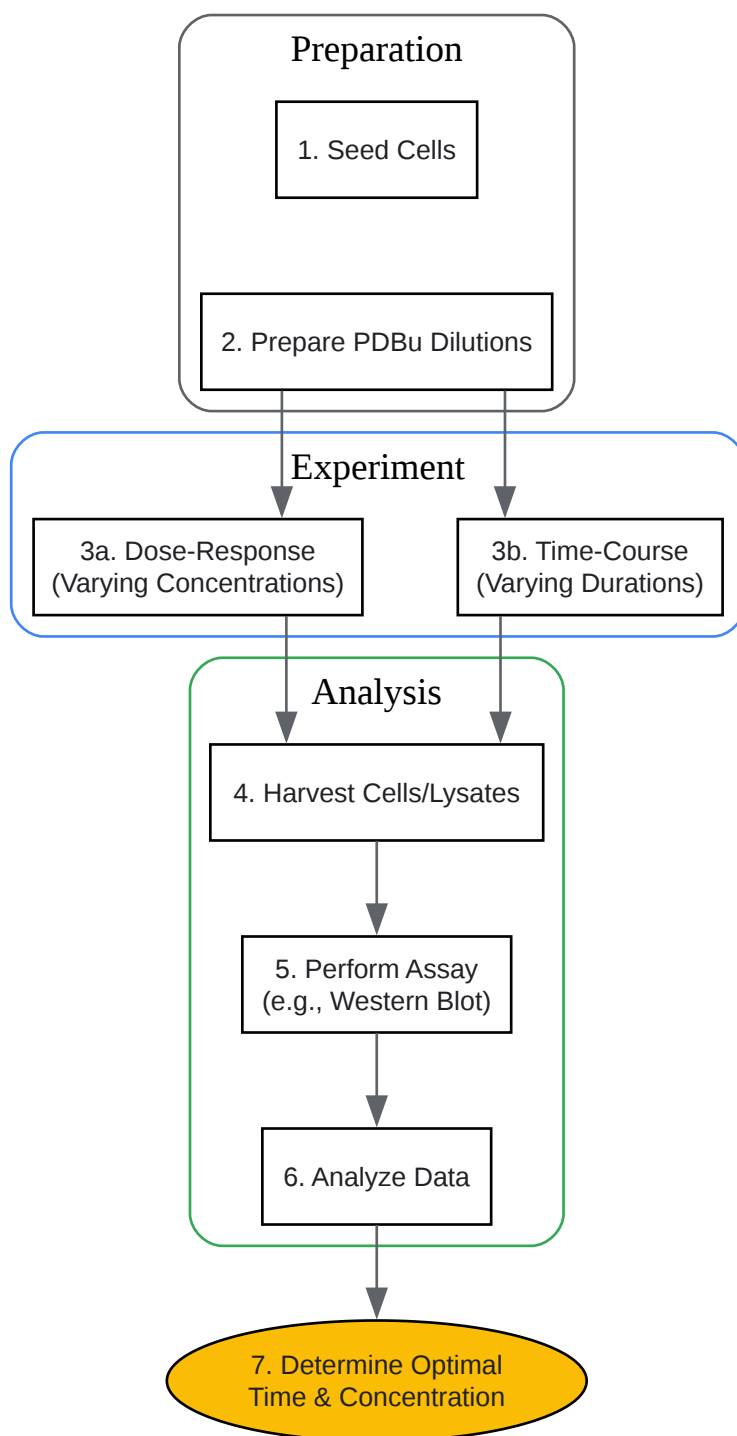 Preparation
1. Seed Cells
2. Prepare PDBu Dilutions
Experiment
3a. Dose-Response
(Varying Concentrations)
3b. Time-Course
(Varying Durations)
Analysis
4. Harvest Cells/Lysates
5. Perform Assay
(e.g., Western Blot)
6. Analyze Data
7. Determine Optimal
Time & Concentration